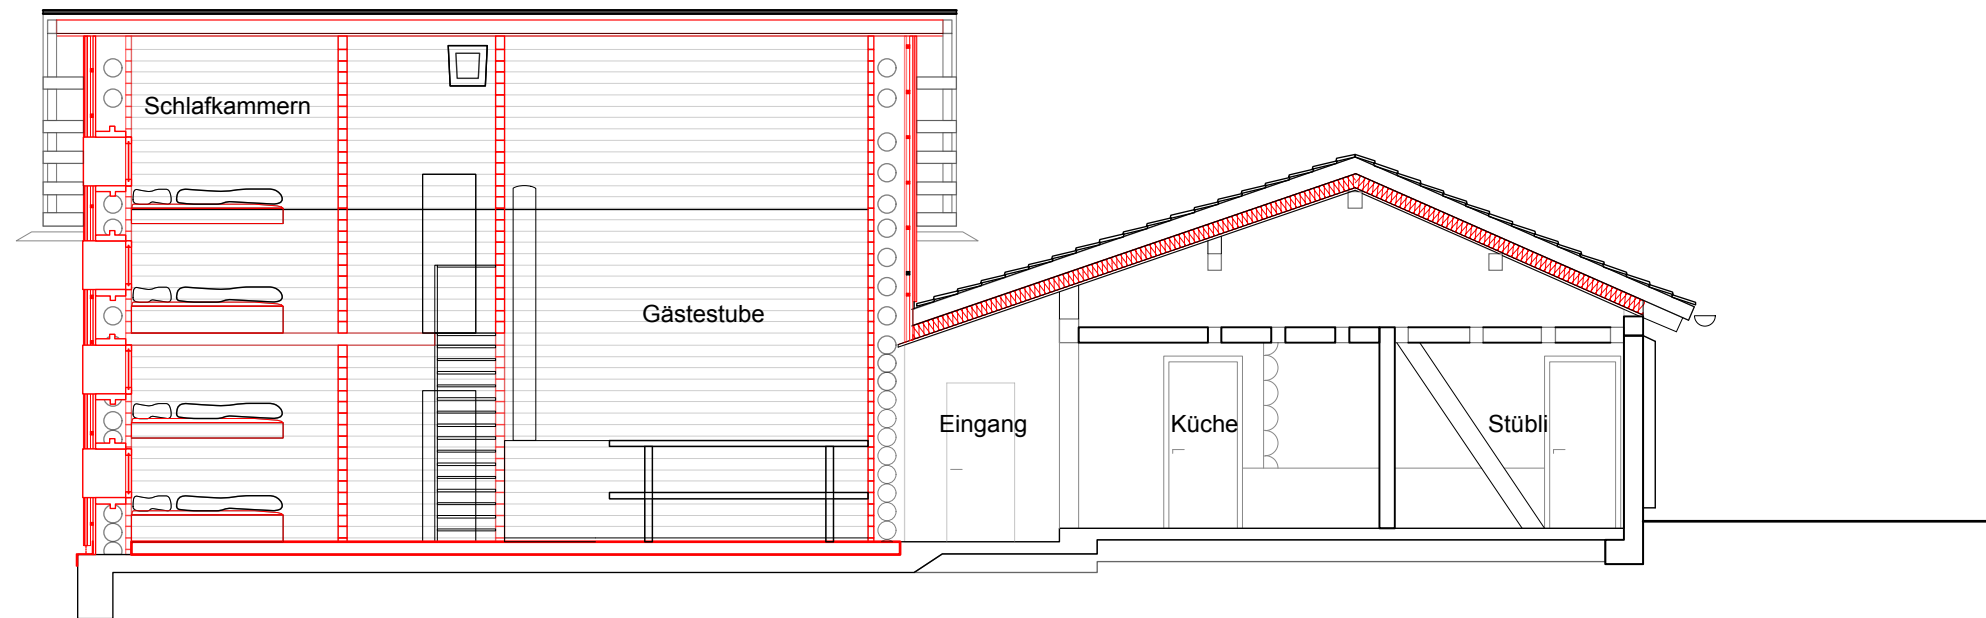 Schlafkammern
Gästestube
Eingang
Küche
Stübli